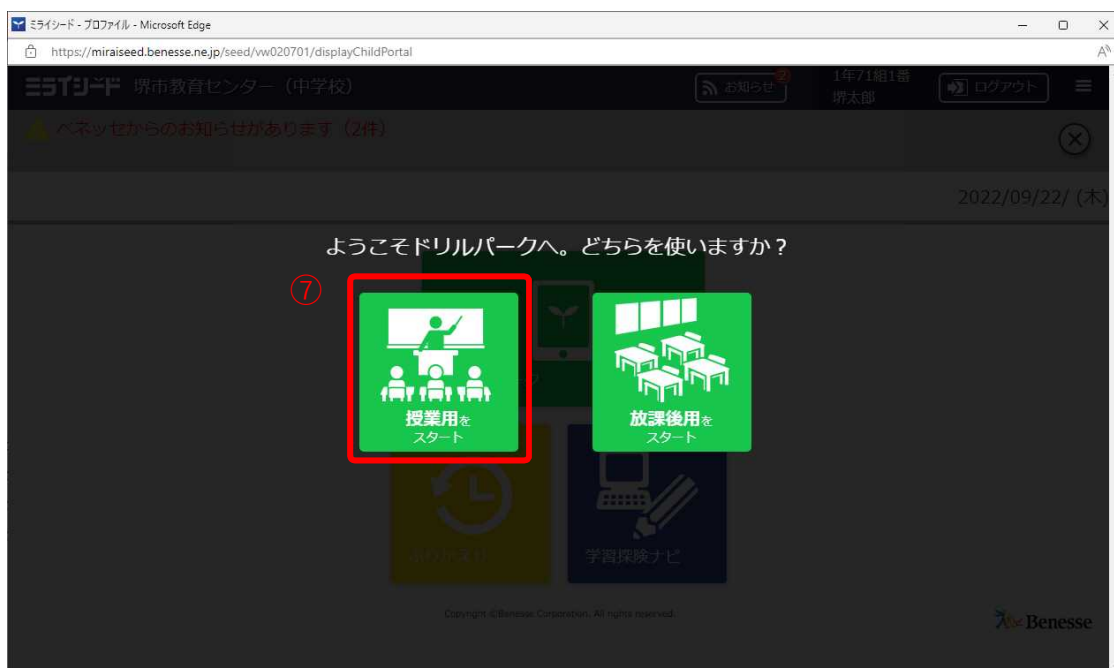 ミライシード - プロファイル - Microsoft Edge
https://miraiseed.benesse.ne.jp/seed/vw020701/displayChildPortal
ミライシード 堺市教育センター（中学校）
お知らせ 2
1年71組1番
堺太郎
ログアウト
ベネッセからのお知らせがあります（2件）
2022/09/22/ (木)
ようこそドリルパークへ。どちらを使いますか？
⑦
授業用を
スタート
放課後用を
スタート
学習探険ナビ
Copyright ©Benesse Corporation. All rights reserved.
Benesse